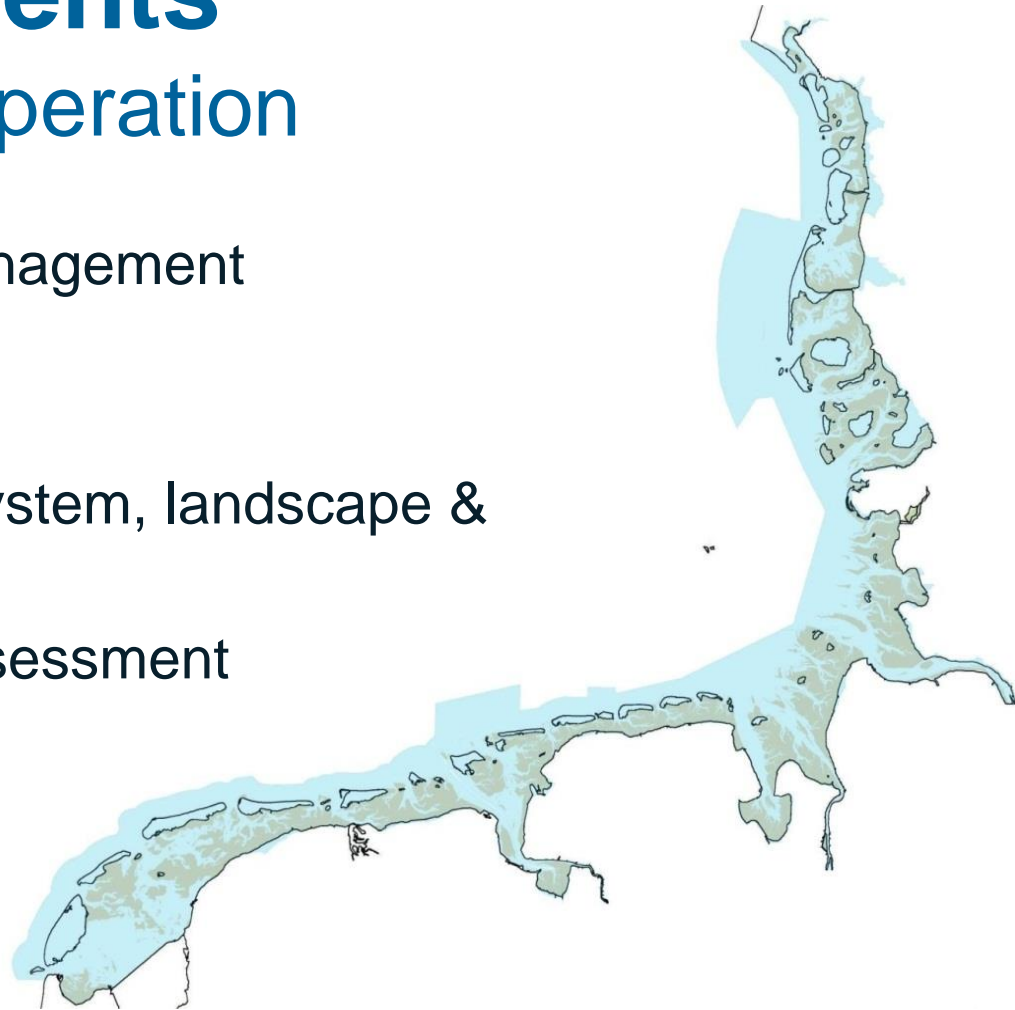 ents
peration
nagement
ystem, landscape &
sessment